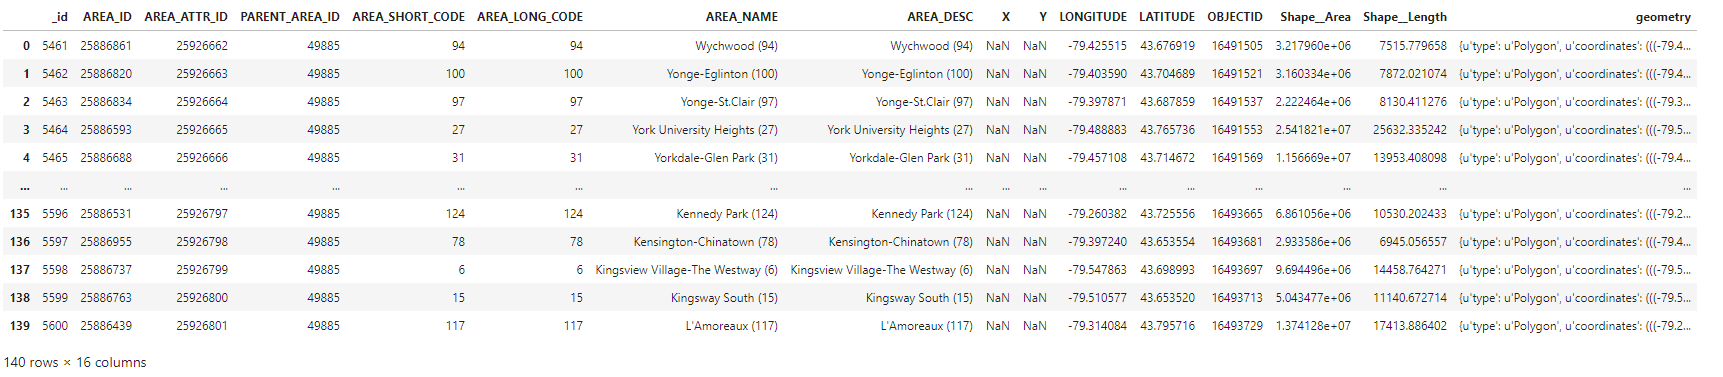 _id AREA_ID AREA_ATTR_ID PARENT_AREA_ID AREA_SHORT_CODE AREA_LONG_CODE AREA_NAME AREA_DESC X Y LONGITUDE LATITUDE OBJECTID Shape__Area Shape__Length geometry
0 5461 25886861 25926662 49885 94 94 Wychwood (94) Wychwood (94) NaN NaN -79.425515 43.676919 16491505 3.217960e+06 7515.779658 {u'type': u'Polygon', u'coordinates': (((-79.4...
1 5462 25886820 25926663 49885 100 100 Yonge-Eglinton (100) Yonge-Eglinton (100) NaN NaN -79.403590 43.704689 16491521 3.160334e+06 7872.021074 {u'type': u'Polygon', u'coordinates': (((-79.4...
2 5463 25886834 25926664 49885 97 97 Yonge-St.Clair (97) Yonge-St.Clair (97) NaN NaN -79.397871 43.687859 16491537 2.222464e+06 8130.411276 {u'type': u'Polygon', u'coordinates': (((-79.3...
3 5464 25886593 25926665 49885 27 27 York University Heights (27) York University Heights (27) NaN NaN -79.488883 43.765736 16491553 2.541821e+07 25632.335242 {u'type': u'Polygon', u'coordinates': (((-79.5...
4 5465 25886688 25926666 49885 31 31 Yorkdale-Glen Park (31) Yorkdale-Glen Park (31) NaN NaN -79.457108 43.714672 16491569 1.156669e+07 13953.408098 {u'type': u'Polygon', u'coordinates': (((-79.4...
... ... ... ... ... ... ... ... ... ... ... ... ... ... ... ... ...
135 5596 25886531 25926797 49885 124 124 Kennedy Park (124) Kennedy Park (124) NaN NaN -79.260382 43.725556 16493665 6.861056e+06 10530.202433 {u'type': u'Polygon', u'coordinates': (((-79.2...
136 5597 25886955 25926798 49885 78 78 Kensington-Chinatown (78) Kensington-Chinatown (78) NaN NaN -79.397240 43.653554 16493681 2.933586e+06 6945.056557 {u'type': u'Polygon', u'coordinates': (((-79.4...
137 5598 25886737 25926799 49885 6 6 Kingsview Village-The Westway (6) Kingsview Village-The Westway (6) NaN NaN -79.547863 43.698993 16493697 9.694496e+06 14458.764271 {u'type': u'Polygon', u'coordinates': (((-79.5...
138 5599 25886763 25926800 49885 15 15 Kingsway South (15) Kingsway South (15) NaN NaN -79.510577 43.653520 16493713 5.043477e+06 11140.672714 {u'type': u'Polygon', u'coordinates': (((-79.5...
139 5600 25886439 25926801 49885 117 117 L'Amoreaux (117) L'Amoreaux (117) NaN NaN -79.314084 43.795716 16493729 1.374128e+07 17413.886402 {u'type': u'Polygon', u'coordinates': (((-79.2...
140 rows × 16 columns